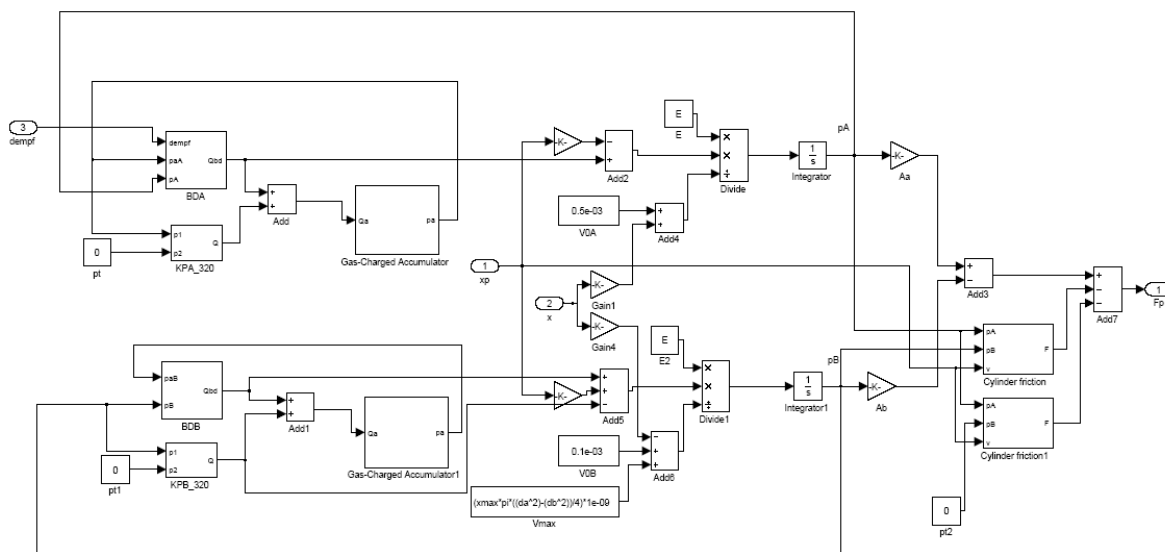 pA
E
E
3
dempf
dempf
paA
pA
Qbd
BDA
-K-
−
+
Add2
×
×
÷
Divide
1
s
Integrator
-K-
Aa
+
+
Add
Qa
pa
Gas-Charged Accumulator
0.5e-03
V0A
+
+
Add4
p1
p2
Q
KPA_320
0
pt
1
xp
-K-
Gain1
2
x
-K-
Gain4
+
−
Add3
+
−
−
Add7
1
Fp
E
E2
pB
pA
pB
v
F
Cylinder friction
paB
pB
Qbd
BDB
-K-
+
+
−
Add5
×
×
÷
Divide1
1
s
Integrator1
-K-
Ab
+
+
Add1
Qa
pa
Gas-Charged Accumulator1
pA
pB
v
F
Cylinder friction1
p1
p2
Q
KPB_320
0
pt1
0.1e-03
V0B
−
+
+
Add6
(xmax*pi*((da^2)-(db^2))/4)*1e-09
Vmax
0
pt2